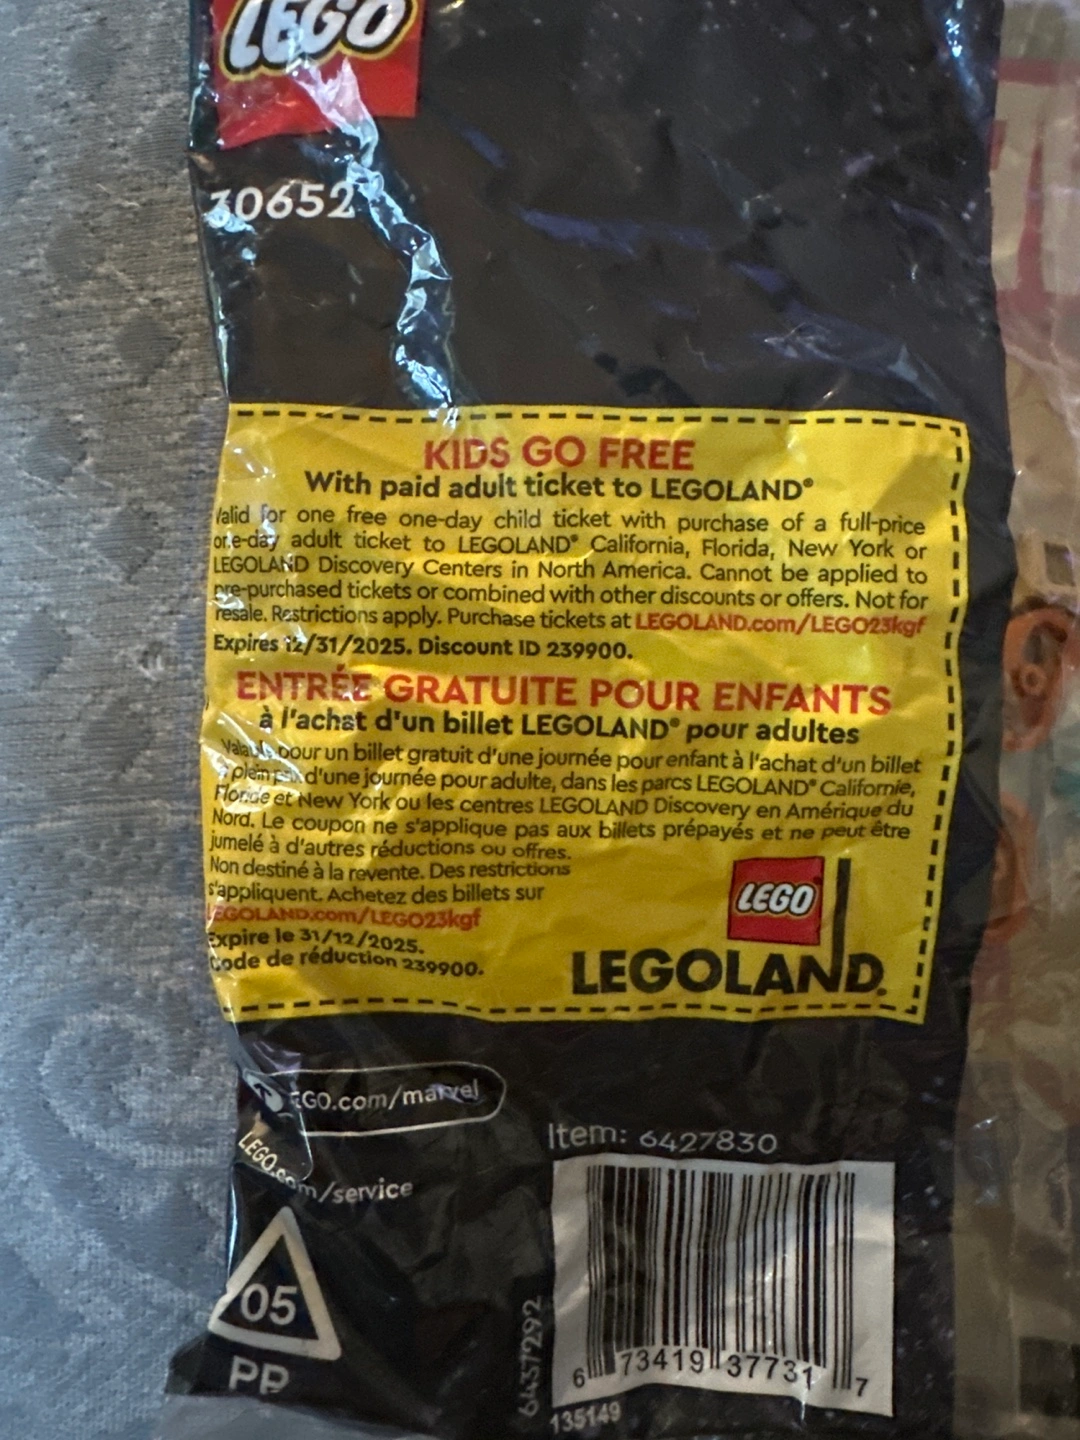 LEGO
30652
KIDS GO FREE
With paid adult ticket to LEGOLAND®
Valid for one free one-day child ticket with purchase of a full-price
one-day adult ticket to LEGOLAND® California, Florida, New York or
LEGOLAND Discovery Centers in North America. Cannot be applied to
pre-purchased tickets or combined with other discounts or offers. Not for
resale. Restrictions apply. Purchase tickets at LEGOLAND.com/LEGO23kgf
Expires 12/31/2025. Discount ID 239900.
ENTRÉE GRATUITE POUR ENFANTS
à l'achat d'un billet LEGOLAND® pour adultes
Valable pour un billet gratuit d'une journée pour enfant à l'achat d'un billet
à plein prix d'une journée pour adulte, dans les parcs LEGOLAND® Californie,
Floride et New York ou les centres LEGOLAND Discovery en Amérique du
Nord. Le coupon ne s'applique pas aux billets prépayés et ne peut être
jumelé à d'autres réductions ou offres.
Non destiné à la revente. Des restrictions
s'appliquent. Achetez des billets sur
LEGOLAND.com/LEGO23kgf
Expire le 31/12/2025.
Code de réduction 239900.
LEGO
LEGOLAND®
LEGO.com/marvel
LEGO.com/service
05
PP
Item: 6427830
6437292
6 73419 37731 7
135149